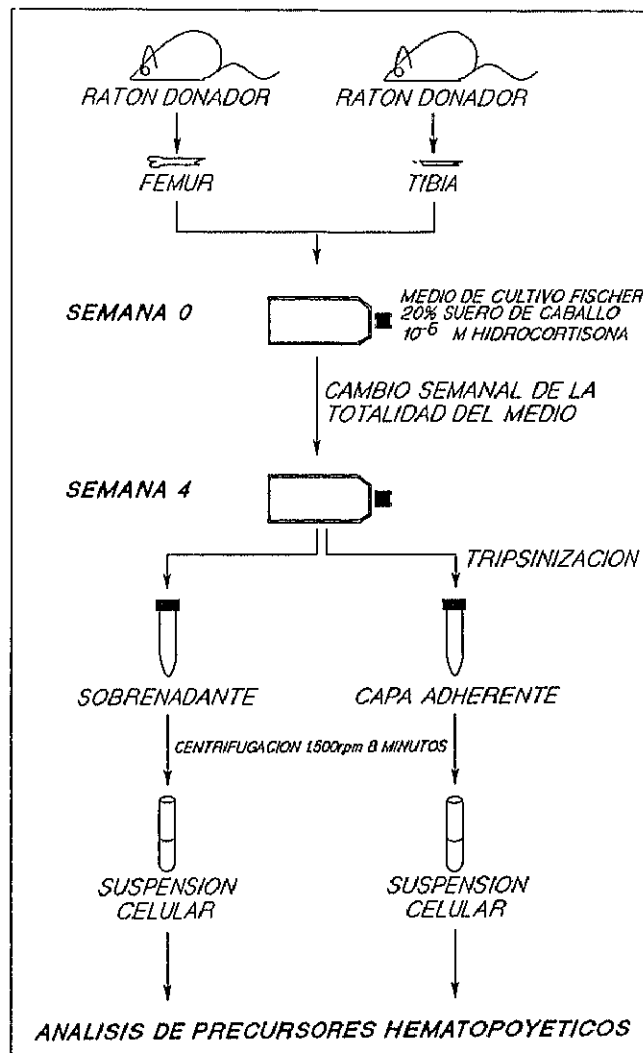 RATON DONADOR RATON DONADOR
FEMUR TIBIA
SEMANA 0
MEDIO DE CULTIVO FISCHER
20% SUERO DE CABALLO
10-6 M HIDROCORTISONA
CAMBIO SEMANAL DE LA
TOTALIDAD DEL MEDIO
SEMANA 4
TRIPSINIZACION
SOBRENADANTE CAPA ADHERENTE
CENTRIFUGACION 1500rpm 8 MINUTOS
SUSPENSION CELULAR
SUSPENSION CELULAR
ANALISIS DE PRECURSORES HEMATOPOYETICOS